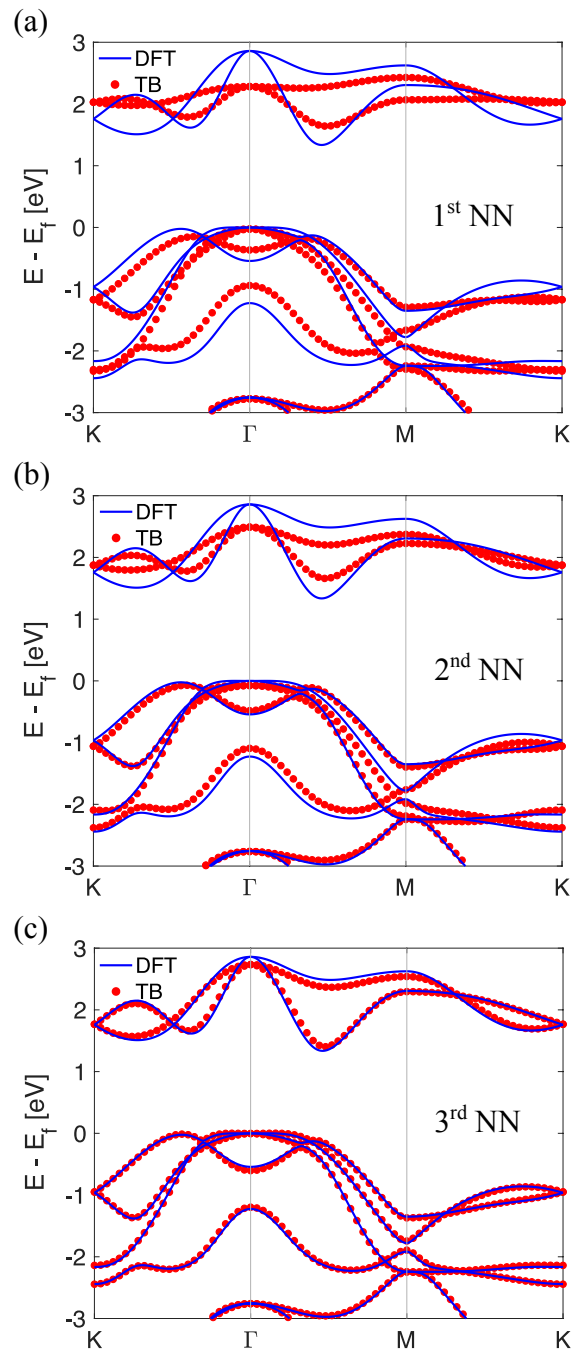 (a)
3
DFT
TB
2
1
0
1st NN
-1
-2
-3
E - Ef [eV]
K Γ M K
(b)
3
DFT
TB
2
1
0
2nd NN
-1
-2
-3
E - Ef [eV]
K Γ M K
(c)
3
DFT
TB
2
1
0
3rd NN
-1
-2
-3
E - Ef [eV]
K Γ M K